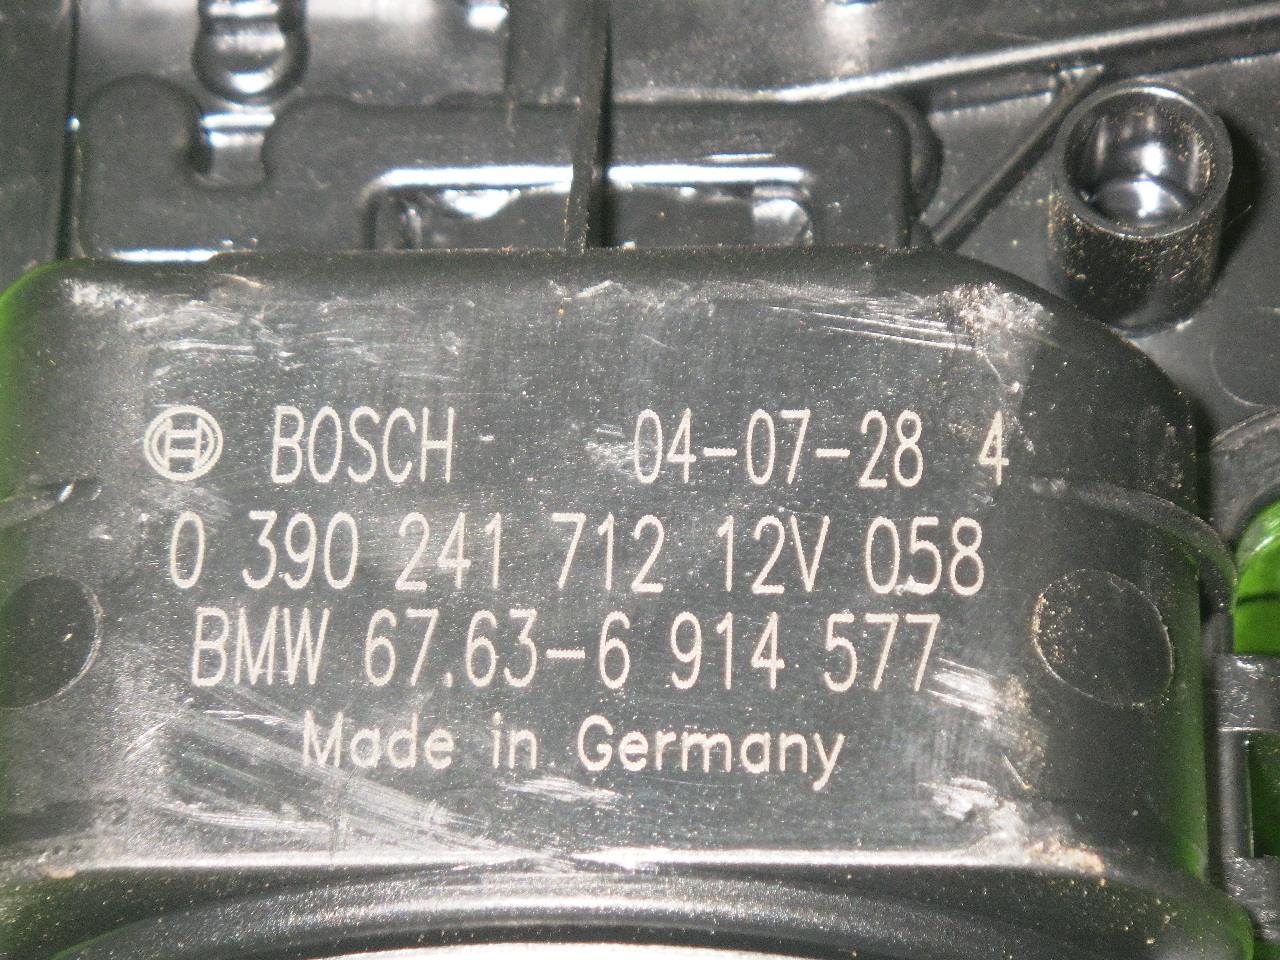 BOSCH 04-07-28 4
0 390 241 712 12V 058
BMW 67.63-6 914 577
Made in Germany